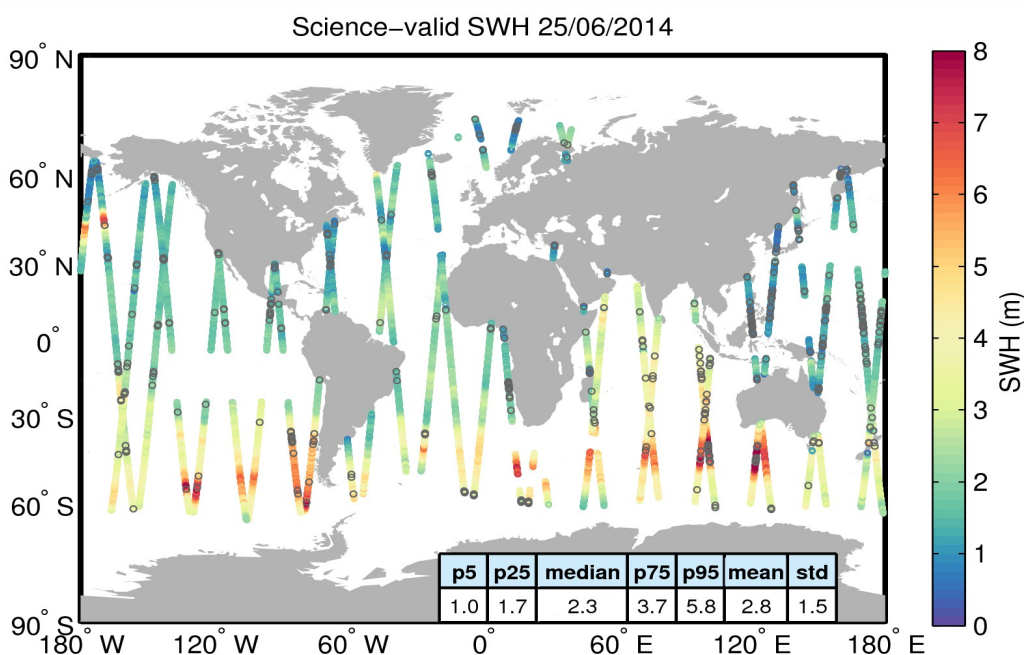 Science−valid SWH 25/06/2014
90° N
60° N
30° N
0°
30° S
60° S
90° S
180° W
120° W
60° W
0°
60° E
120° E
180° E
p5 p25 median p75 p95 mean std
1.0 1.7 2.3 3.7 5.8 2.8 1.5
8
7
6
5
4
3
2
1
0
SWH (m)